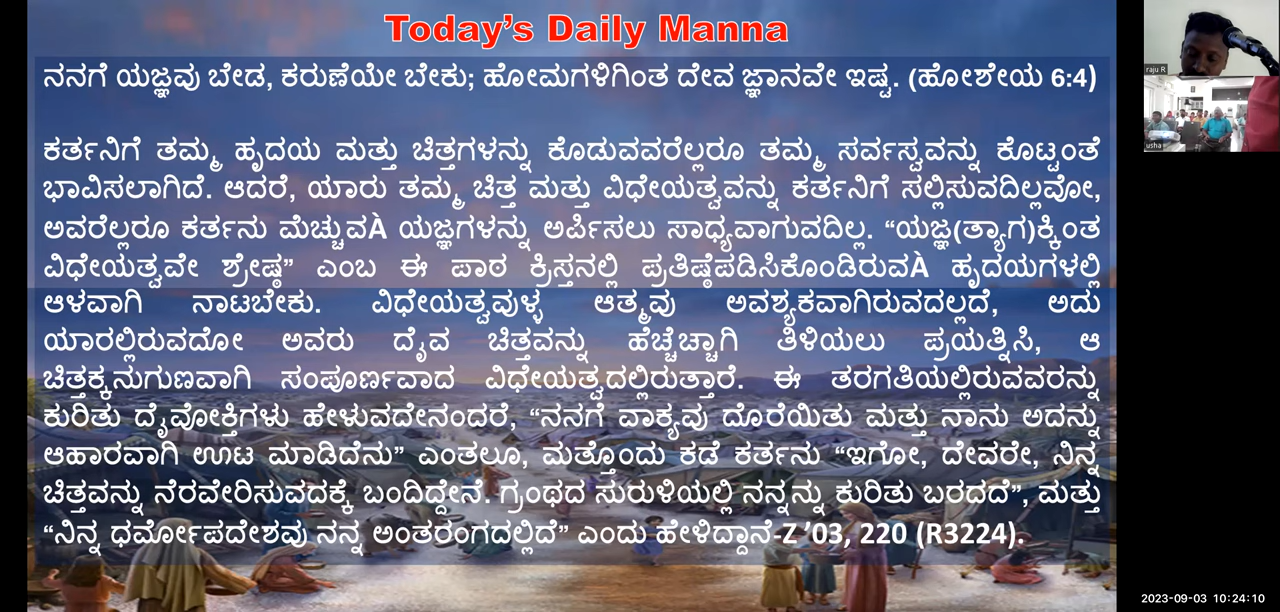 Today's Daily Manna
ನನಗೆ ಯಜ್ಞವು ಬೇಡ, ಕರುಣೆಯೇ ಬೇಕು; ಹೋಮಗಳಿಗಿಂತ ದೇವ ಜ್ಞಾನವೇ ಇಷ್ಟ. (ಹೋಶೇಯ 6:4)
ಕರ್ತನಿಗೆ ತಮ್ಮ ಹೃದಯ ಮತ್ತು ಚಿತ್ತಗಳನ್ನು ಕೊಡುವವರೆಲ್ಲರೂ ತಮ್ಮ ಸರ್ವಸ್ವವನ್ನು ಕೊಟ್ಟಂತೆ
ಭಾವಿಸಲಾಗಿದೆ. ಆದರೆ, ಯಾರು ತಮ್ಮ ಚಿತ್ತ ಮತ್ತು ವಿಧೇಯತ್ವವನ್ನು ಕರ್ತನಿಗೆ ಸಲ್ಲಿಸುವದಿಲ್ಲವೋ,
ಅವರೆಲ್ಲರೂ ಕರ್ತನು ಮೆಚ್ಚುವÀ ಯಜ್ಞಗಳನ್ನು ಅರ್ಪಿಸಲು ಸಾಧ್ಯವಾಗುವದಿಲ್ಲ. “ಯಜ್ಞ(ತ್ಯಾಗ)ಕ್ಕಿಂತ
ವಿಧೇಯತ್ವವೇ ಶ್ರೇಷ್ಠ” ಎಂಬ ಈ ಪಾಠ ಕ್ರಿಸ್ತನಲ್ಲಿ ಪ್ರತಿಷ್ಠೆಪಡಿಸಿಕೊಂಡಿರುವÀ ಹೃದಯಗಳಲ್ಲಿ
ಆಳವಾಗಿ ನಾಟಬೇಕು. ವಿಧೇಯತ್ವವುಳ್ಳ ಆತ್ಮವು ಅವಶ್ಯಕವಾಗಿರುವದಲ್ಲದೆ, ಅದು
ಯಾರಲ್ಲಿರುವದೋ ಅವರು ದೈವ ಚಿತ್ತವನ್ನು ಹೆಚ್ಚೆಚ್ಚಾಗಿ ತಿಳಿಯಲು ಪ್ರಯತ್ನಿಸಿ, ಆ
ಚಿತ್ತಕ್ಕನುಗುಣವಾಗಿ ಸಂಪೂರ್ಣವಾದ ವಿಧೇಯತ್ವದಲ್ಲಿರುತ್ತಾರೆ. ಈ ತರಗತಿಯಲ್ಲಿರುವವರನ್ನು
ಕುರಿತು ದೈವೋಕ್ತಿಗಳು ಹೇಳುವದೇನಂದರೆ, “ನನಗೆ ವಾಕ್ಯವು ದೊರೆಯಿತು ಮತ್ತು ನಾನು ಅದನ್ನು
ಆಹಾರವಾಗಿ ಊಟ ಮಾಡಿದೆನು” ಎಂತಲೂ, ಮತ್ತೊಂದು ಕಡೆ ಕರ್ತನು “ಇಗೋ, ದೇವರೇ, ನಿನ್ನ
ಚಿತ್ತವನ್ನು ನೆರವೇರಿಸುವದಕ್ಕೆ ಬಂದಿದ್ದೇನೆ. ಗ್ರಂಥದ ಸುರುಳಿಯಲ್ಲಿ ನನ್ನನ್ನು ಕುರಿತು ಬರದದೆ”, ಮತ್ತು
“ನಿನ್ನ ಧರ್ಮೋಪದೇಶವು ನನ್ನ ಅಂತರಂಗದಲ್ಲಿದೆ” ಎಂದು ಹೇಳಿದ್ದಾನೆ-Z ’03, 220 (R3224).
raju R
usha
2023-09-03 10:24:10